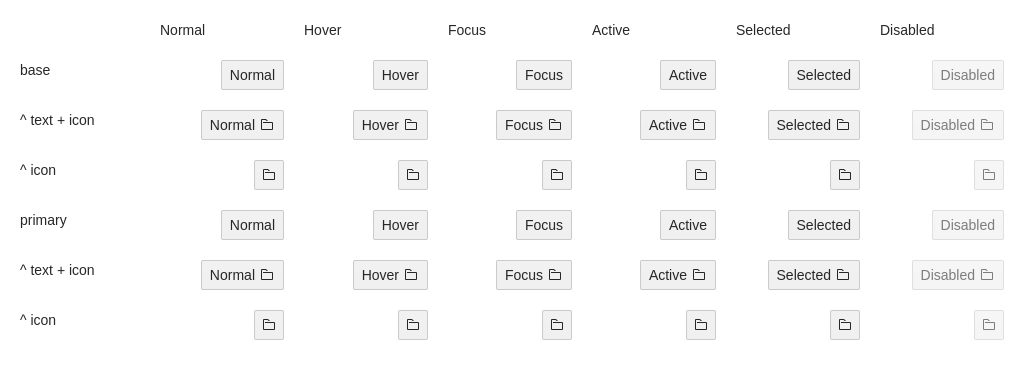 Normal Hover Focus Active Selected Disabled
base Normal Hover Focus Active Selected Disabled
^ text + icon Normal Hover Focus Active Selected Disabled
^ icon
primary Normal Hover Focus Active Selected Disabled
^ text + icon Normal Hover Focus Active Selected Disabled
^ icon